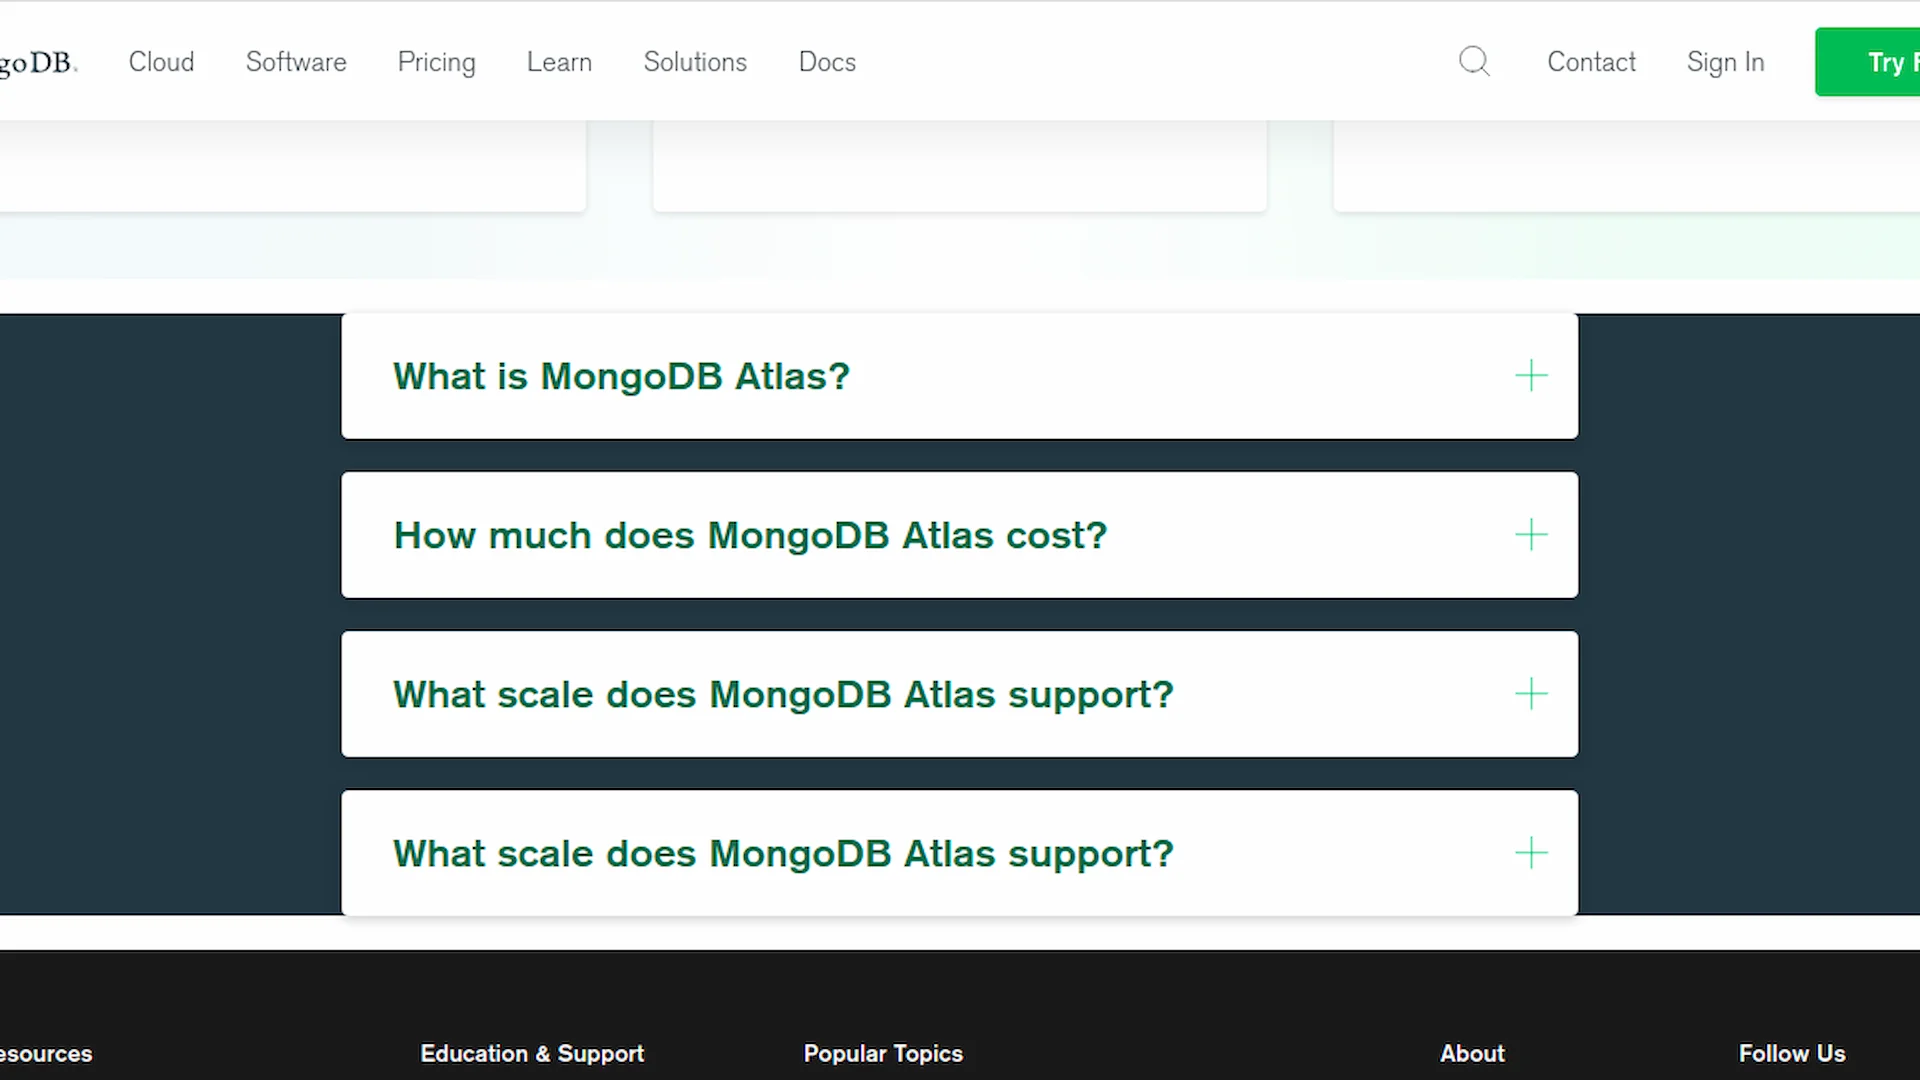 goDB.
Cloud
Software
Pricing
Learn
Solutions
Docs
Contact
Sign In
Try
What is MongoDB Atlas?
How much does MongoDB Atlas cost?
What scale does MongoDB Atlas support?
What scale does MongoDB Atlas support?
esources
Education & Support
Popular Topics
About
Follow Us